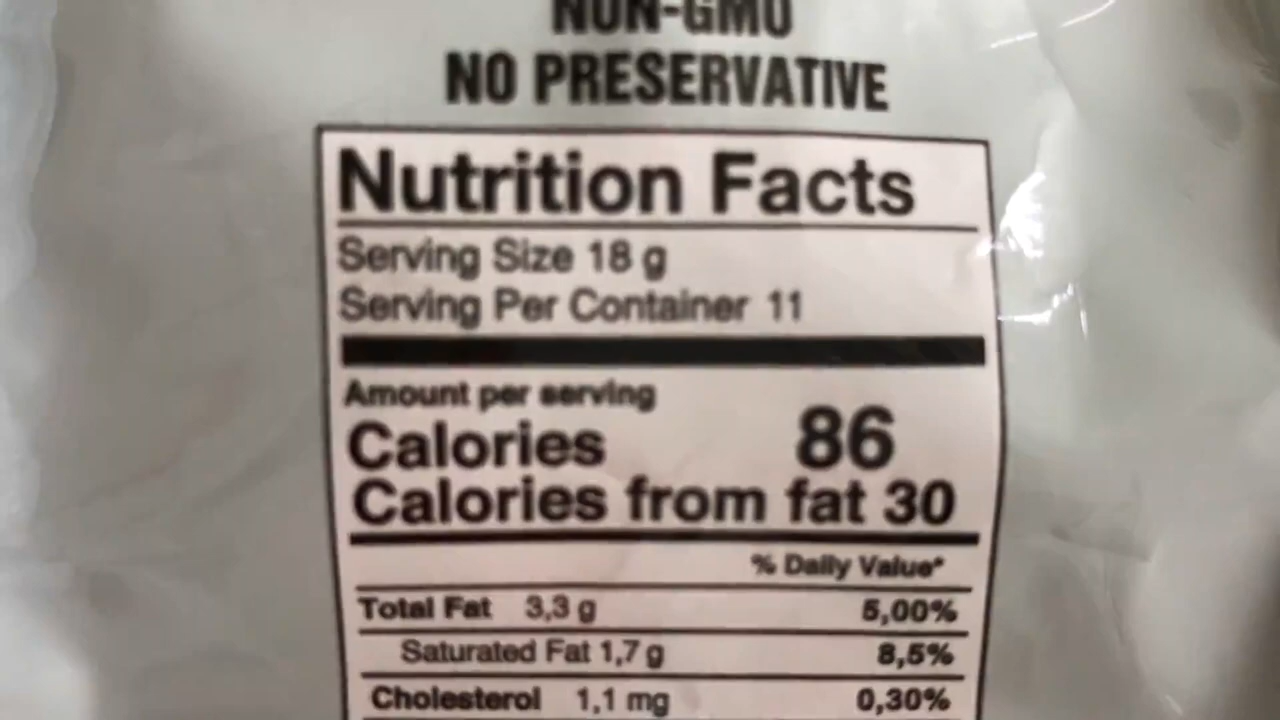 NON-GMO
NO PRESERVATIVE
Nutrition Facts
Serving Size 18 g
Serving Per Container 11
Amount per serving
Calories 86
Calories from fat 30
% Daily Value*
Total Fat 3,3 g 5,00%
Saturated Fat 1,7 g 8,5%
Cholesterol 1,1 mg 0,30%